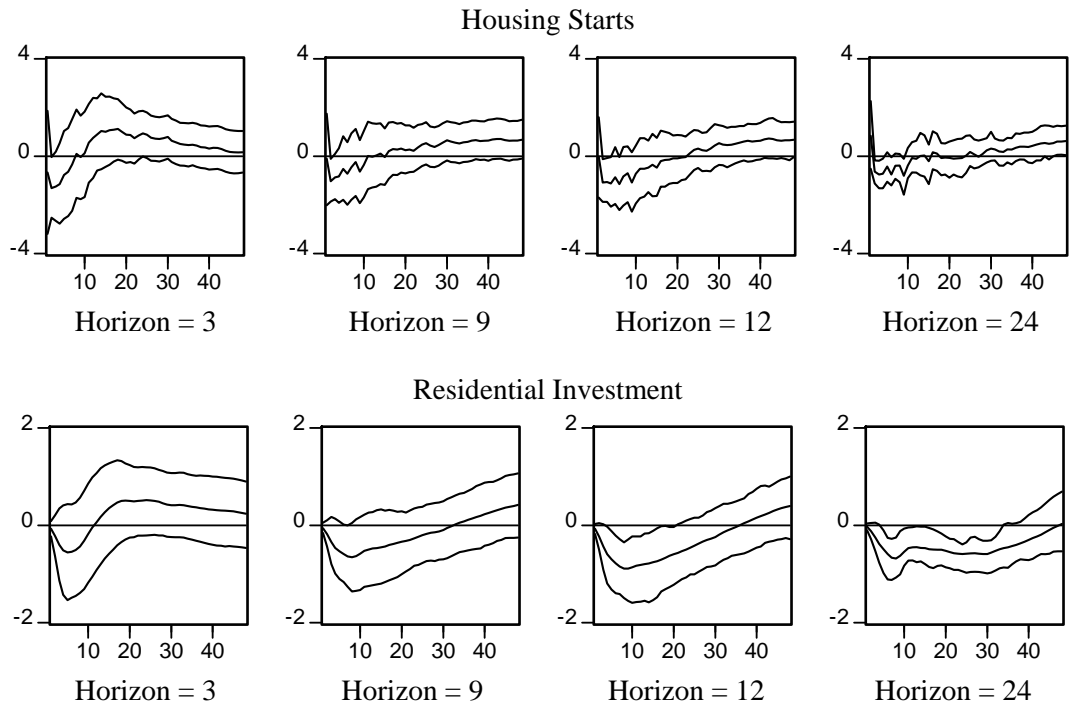 Housing Starts
4 4 4 4
0 0 0 0
-4 -4 -4 -4
10 20 30 40 10 20 30 40 10 20 30 40 10 20 30 40
Horizon = 3 Horizon = 9 Horizon = 12 Horizon = 24
Residential Investment
2 2 2 2
0 0 0 0
-2 -2 -2 -2
10 20 30 40 10 20 30 40 10 20 30 40 10 20 30 40
Horizon = 3 Horizon = 9 Horizon = 12 Horizon = 24